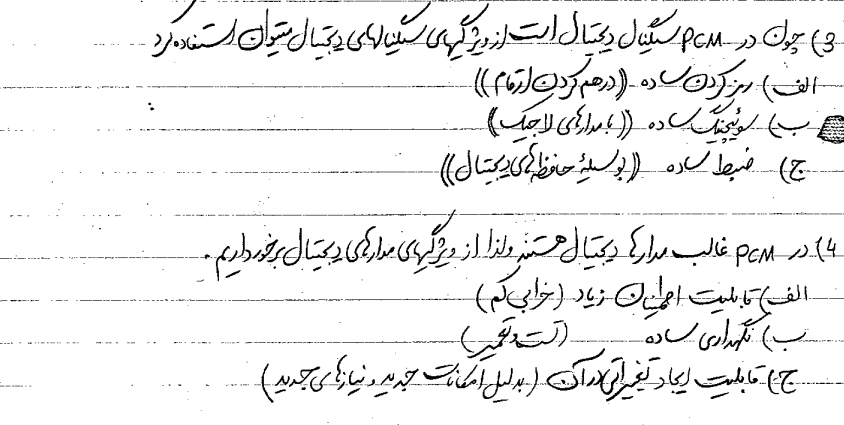 3) چون در PCM سیگنال دیجیتال است از ویژگیهای سیگنالهای دیجیتال میتوان استفاده کرد
الف) رمز کردن ساده ((درهم کردن ارقام))
ب) سوئیچینگ ساده ((با مدارهای لاجیک))
ج) ضبط ساده ((بوسیلهٔ حافظه‌های دیجیتال))
4) در PCM غالب مدارها دیجیتال هستند ولذا از ویژگیهای مدارهای دیجیتال برخورداریم.
الف) قابلیت اطمینان زیاد (خرابی کم)
ب) نگهداری ساده (تست و تعمیر)
ج) قابلیت ایجاد تغییراتی در آن (بدلیل امکانات جدید و نیازهای جدید)